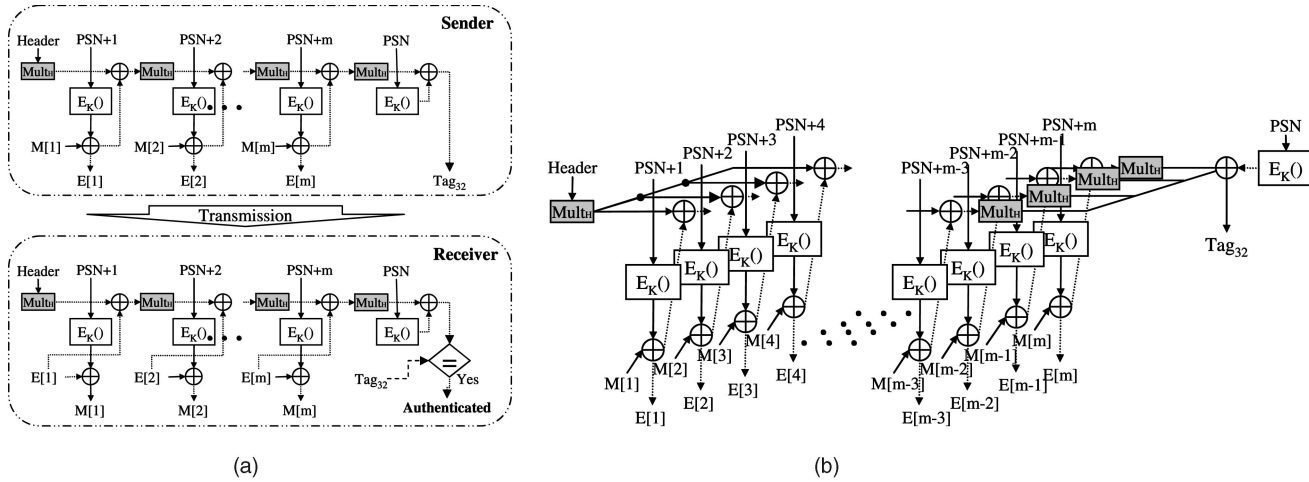 Sender
Header PSN+1 PSN+2 PSN+m PSN
MultH MultH MultH MultH
EK() EK() EK() EK()
M[1] M[2] M[m]
E[1] E[2] E[m] Tag32
Transmission
Receiver
Header PSN+1 PSN+2 PSN+m PSN
MultH MultH MultH MultH
EK() EK() EK() EK()
E[1] E[2] E[m] Tag32 = Yes
M[1] M[2] M[m] Authenticated
(a)
PSN+4 PSN+m PSN
PSN+3 PSN+m-1
PSN+2 PSN+m-2
Header PSN+1 PSN+m-3
MultH MultH MultH MultH MultH
EK() EK() EK() EK() EK() EK() EK() EK() EK()
Tag32
M[4] M[m]
M[3] M[m-1]
M[2] M[m-2]
M[1] M[m-3]
E[4] E[m]
E[3] E[m-1]
E[2] E[m-2]
E[1] E[m-3]
(b)